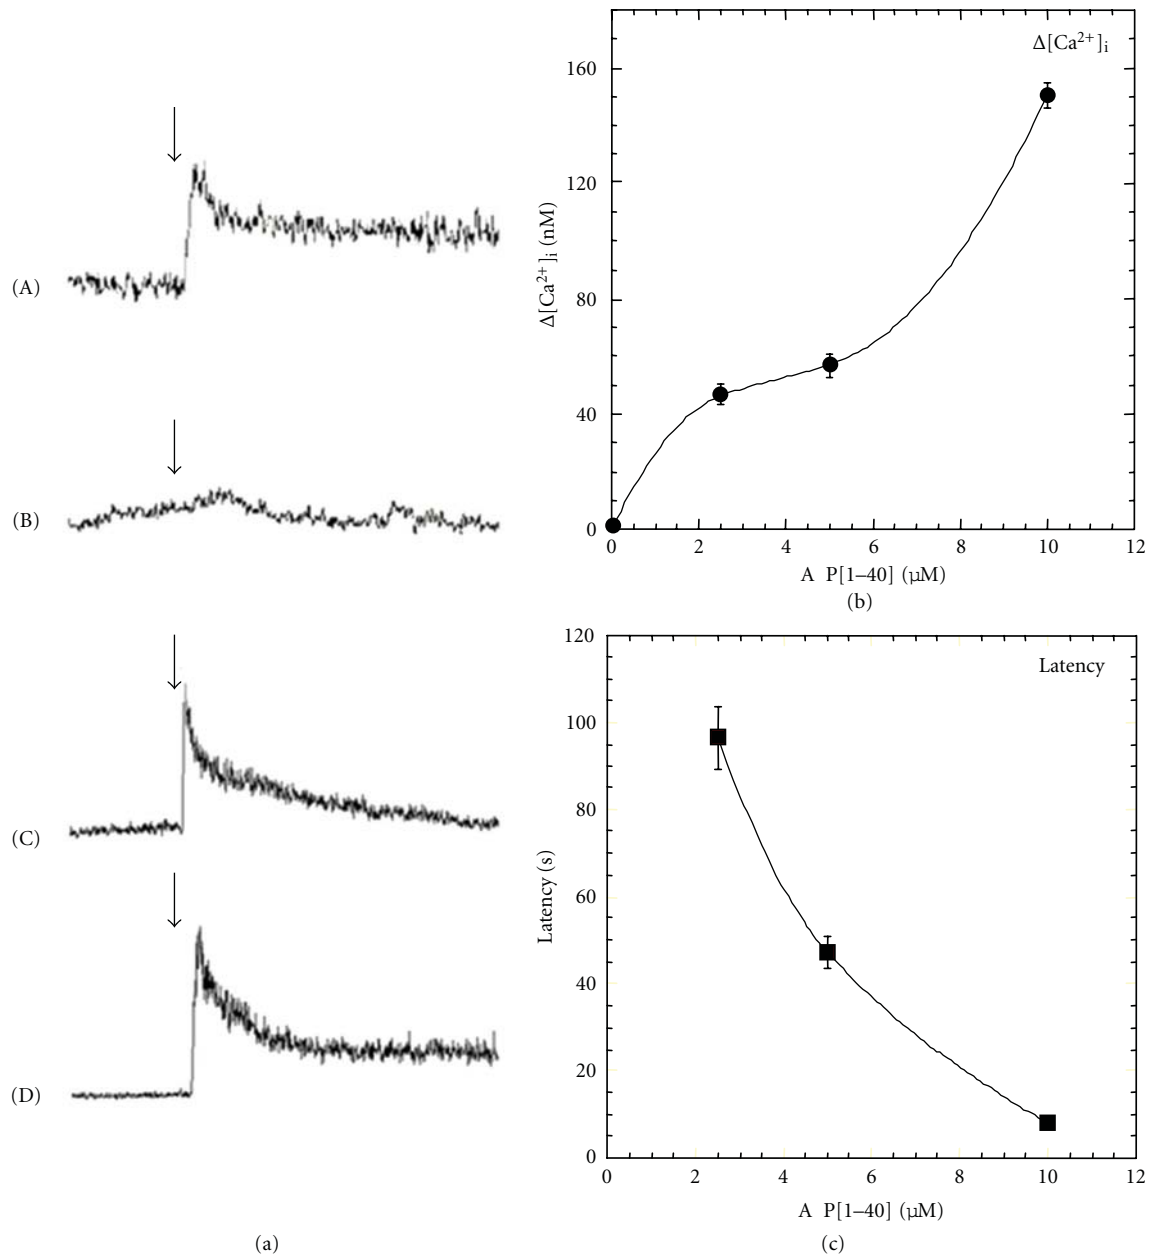 (A)
(B)
(C)
(D)
(a)
Δ[Ca²⁺]ᵢ
Δ[Ca²⁺]ᵢ (nM)
160
120
80
40
0
0 2 4 6 8 10 12
A P[1–40] (μM)
(b)
Latency
Latency (s)
120
100
80
60
40
20
0
0 2 4 6 8 10 12
A P[1–40] (μM)
(c)